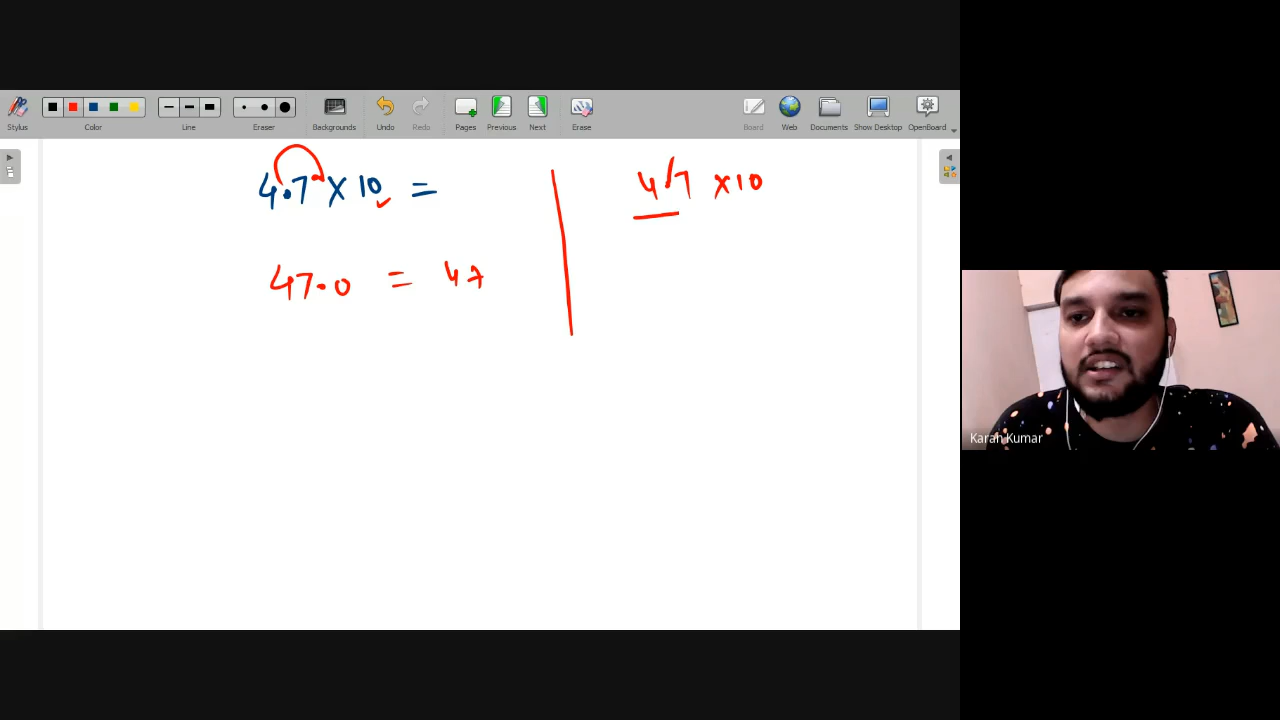 Stylus Color Line Eraser Backgrounds Undo Redo Pages Previous Next Erase Board Web Documents Show Desktop OpenBoard
4.7 x 10 =
47.0 = 47
4/7 x 10
Karan Kumar